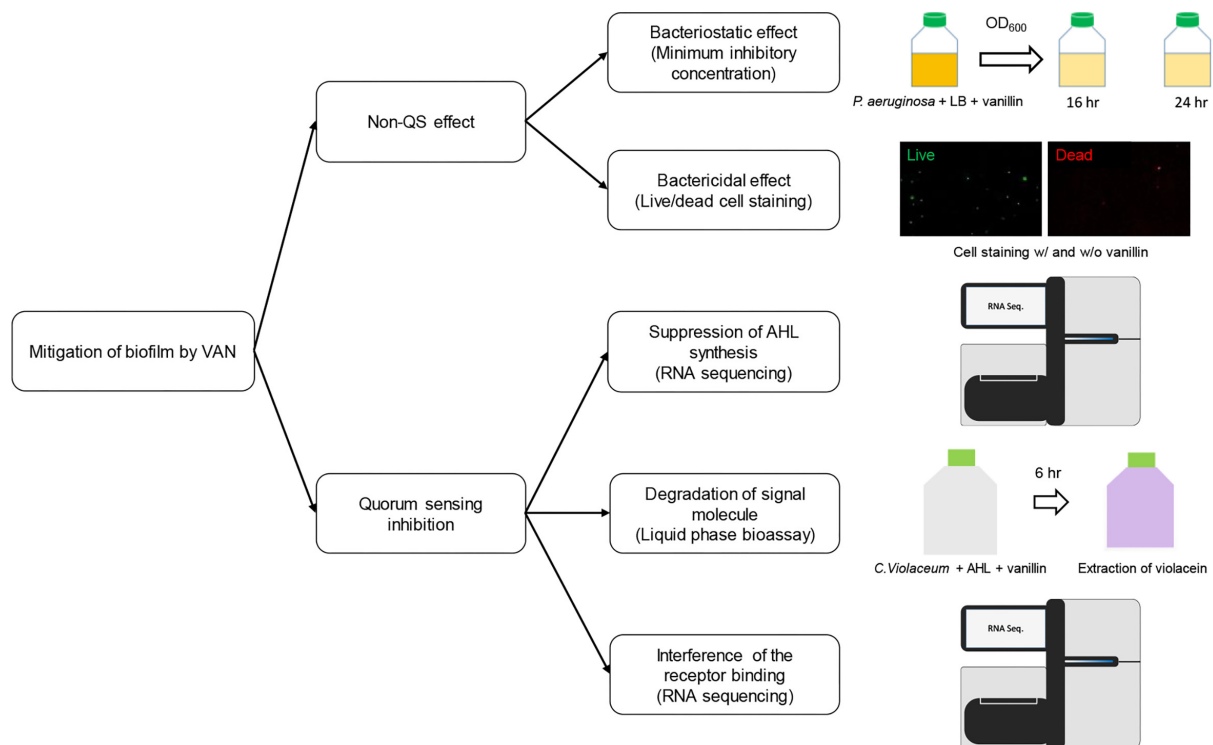 Bacteriostatic effect
(Minimum inhibitory
concentration)
OD600
P. aeruginosa + LB + vanillin
16 hr
24 hr
Non-QS effect
Live
Dead
Bactericidal effect
(Live/dead cell staining)
Cell staining w/ and w/o vanillin
Mitigation of biofilm by VAN
Suppression of AHL
synthesis
(RNA sequencing)
RNA Seq.
Quorum sensing
inhibition
Degradation of signal
molecule
(Liquid phase bioassay)
6 hr
C.Violaceum + AHL + vanillin
Extraction of violacein
Interference of the
receptor binding
(RNA sequencing)
RNA Seq.